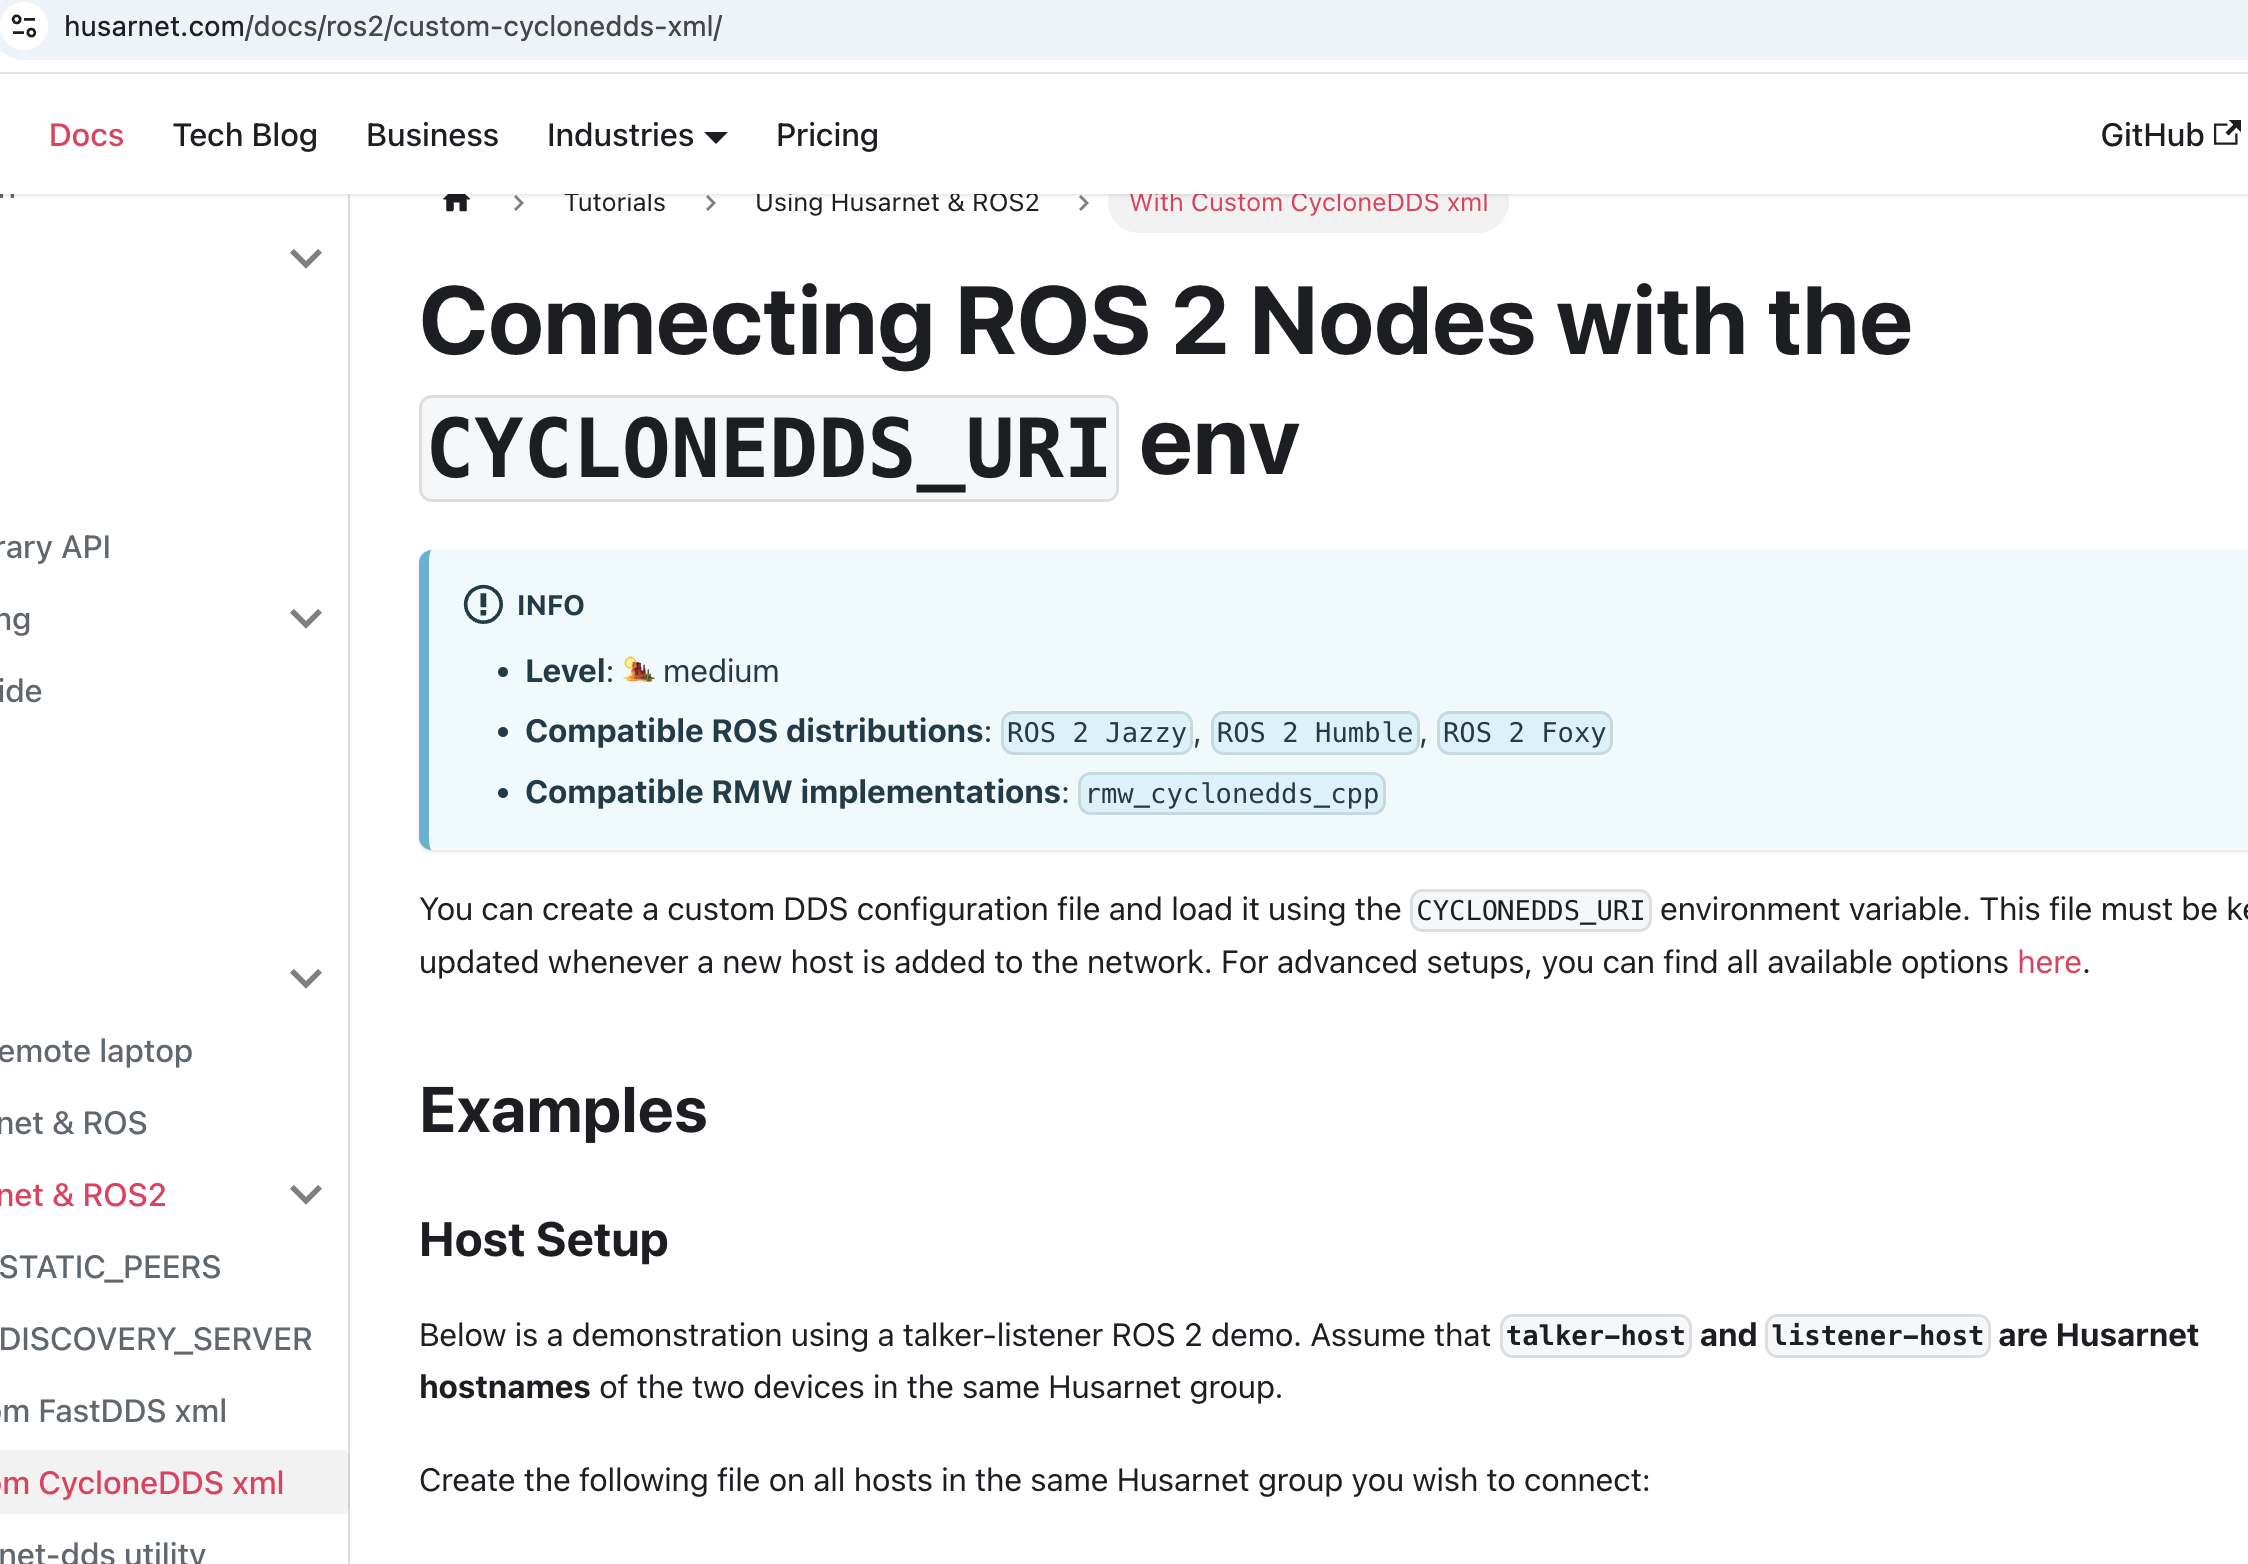 husarnet.com/docs/ros2/custom-cyclonedds-xml/
Docs Tech Blog Business Industries Pricing GitHub
Tutorials > Using Husarnet & ROS2 > With Custom CycloneDDS xml
Connecting ROS 2 Nodes with the
CYCLONEDDS_URI env
rary API
ng
ide
emote laptop
net & ROS
net & ROS2
STATIC_PEERS
DISCOVERY_SERVER
om FastDDS xml
om CycloneDDS xml
net-dds utility
INFO
• Level: medium
• Compatible ROS distributions: ROS 2 Jazzy, ROS 2 Humble, ROS 2 Foxy
• Compatible RMW implementations: rmw_cyclonedds_cpp
You can create a custom DDS configuration file and load it using the CYCLONEDDS_URI environment variable. This file must be ke
updated whenever a new host is added to the network. For advanced setups, you can find all available options here.
Examples
Host Setup
Below is a demonstration using a talker-listener ROS 2 demo. Assume that talker-host and listener-host are Husarnet
hostnames of the two devices in the same Husarnet group.
Create the following file on all hosts in the same Husarnet group you wish to connect: